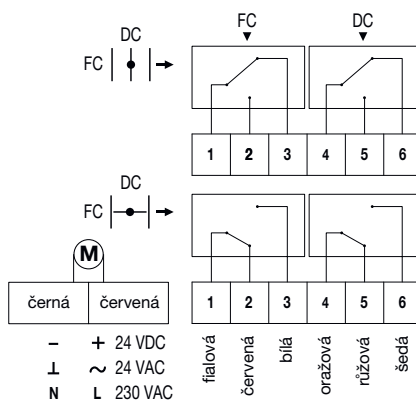 FC DC
DC
FC
1 2 3 4 5 6
DC
FC
M
černá červená
1 2 3 4 5 6
– + 24 VDC
⊥ ~ 24 VAC
N L 230 VAC
fialová
červená
bílá
oražová
růžová
šedá